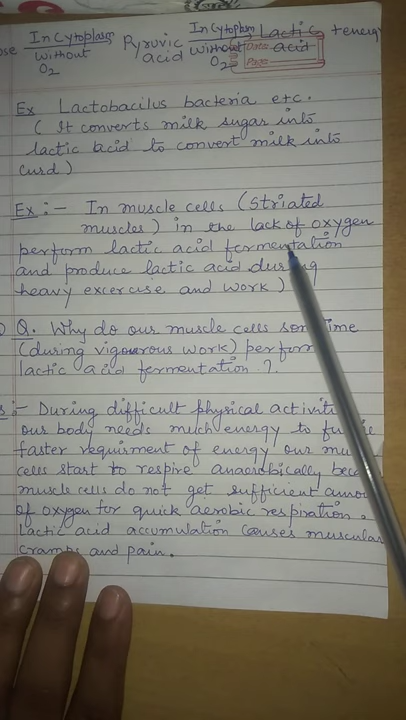 In Cytoplasm Pyruvic In Cytoplasm Lactic + energy
without acid without Date: acid
O2 O2 Page:
Ex Lactobacilus bacteria etc.
( It converts milk sugar into
lactic acid to convert milk into
curd )
Ex :- In muscle cells (Striated
muscles) in the lack of oxygen
perform lactic acid fermentation
and produce lactic acid during
heavy excercise and work )
Q. Why do our muscle cells
(during vigourous work) perform
lactic acid fermentation ?.
:- During difficult physical
our body needs much energy to
faster requirment of energy our
cells start to respire anaerobically
muscle cells do not get sufficient
of oxygen for quick aerobic respiration.
Lactic acid accumulation causes muscular
cramps and pain.